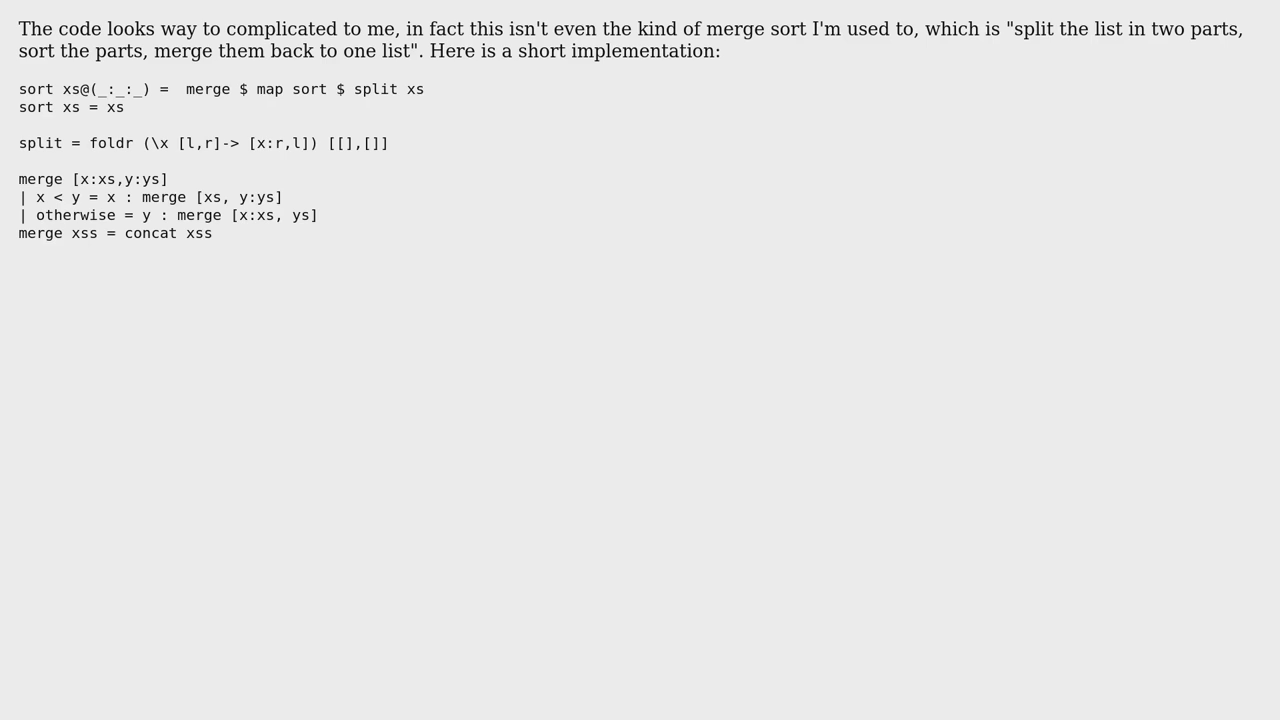 The code looks way to complicated to me, in fact this isn't even the kind of merge sort I'm used to, which is "split the list in two parts,
sort the parts, merge them back to one list". Here is a short implementation:
sort xs@(_:_:_) =  merge $ map sort $ split xs
sort xs = xs
split = foldr (\x [l,r]-> [x:r,l]) [[],[]]
merge [x:xs,y:ys]
| x < y = x : merge [xs, y:ys]
| otherwise = y : merge [x:xs, ys]
merge xss = concat xss